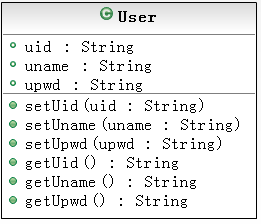 User
uid : String
uname : String
upwd : String
setUid(uid : String)
setUname(uname : String)
setUpwd(upwd : String)
getUid() : String
getUname() : String
getUpwd() : String